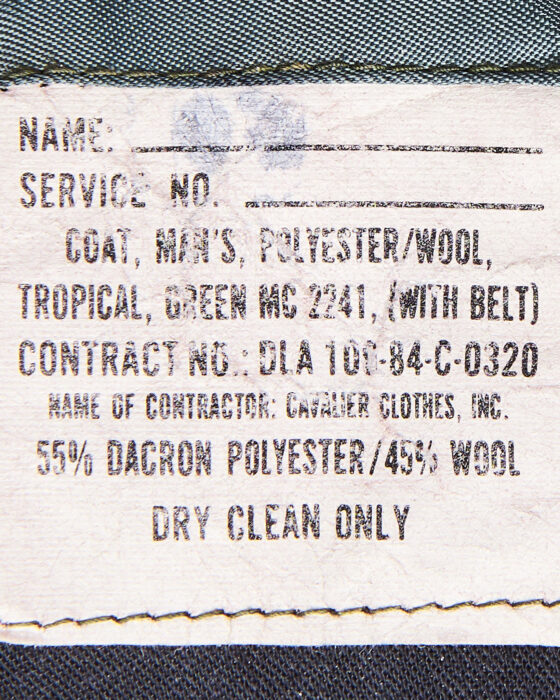 NAME:
SERVICE NO.
COAT, MAN'S, POLYESTER/WOOL,
TROPICAL, GREEN MC 2241, (WITH BELT)
CONTRACT NO.: DLA 100-84-C-0320
NAME OF CONTRACTOR: CAVALIER CLOTHES, INC.
55% DACRON POLYESTER/45% WOOL
DRY CLEAN ONLY